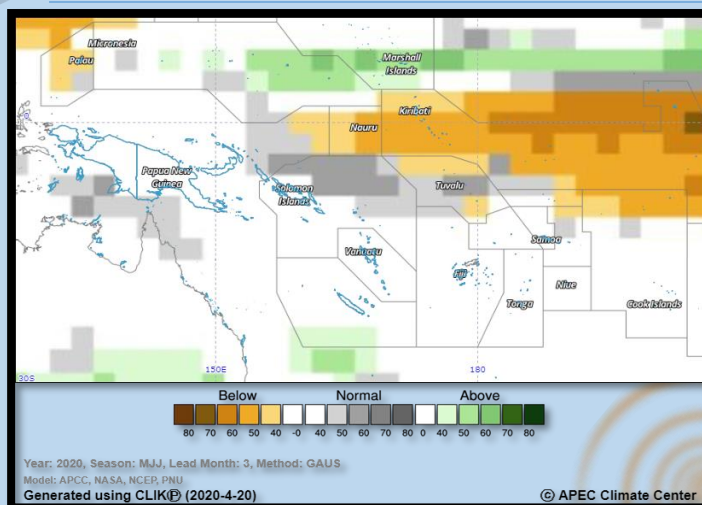 Micronesia
Palau
Marshall
Islands
Kiribati
0
Nauru
Papua New
Guinea
Solomon
Islands
Tuvalu
Samoa
Vanuatu
Fiji
Niue
Tonga
Cook Islands
30S
150E
180
Below Normal Above
80 70 60 50 40 -0 40 50 60 70 80 0 40 50 60 70 80
Year: 2020, Season: MJJ, Lead Month: 3, Method: GAUS
Model: APCC, NASA, NCEP, PNU
Generated using CLIKⓅ (2020-4-20)
© APEC Climate Center